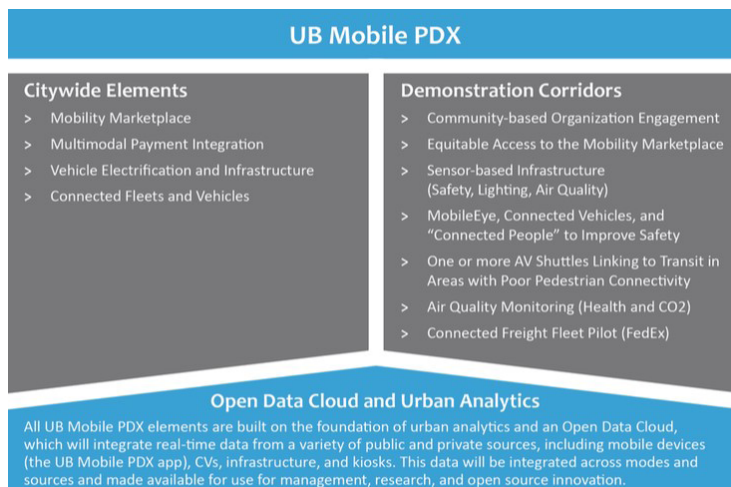 UB Mobile PDX
Citywide Elements
> Mobility Marketplace
> Multimodal Payment Integration
> Vehicle Electrification and Infrastructure
> Connected Fleets and Vehicles
Demonstration Corridors
> Community-based Organization Engagement
> Equitable Access to the Mobility Marketplace
> Sensor-based Infrastructure
(Safety, Lighting, Air Quality)
> MobileEye, Connected Vehicles, and
“Connected People” to Improve Safety
> One or more AV Shuttles Linking to Transit in
Areas with Poor Pedestrian Connectivity
> Air Quality Monitoring (Health and CO2)
> Connected Freight Fleet Pilot (FedEx)
Open Data Cloud and Urban Analytics
All UB Mobile PDX elements are built on the foundation of urban analytics and an Open Data Cloud,
which will integrate real-time data from a variety of public and private sources, including mobile devices
(the UB Mobile PDX app), CVs, infrastructure, and kiosks. This data will be integrated across modes and
sources and made available for use for management, research, and open source innovation.